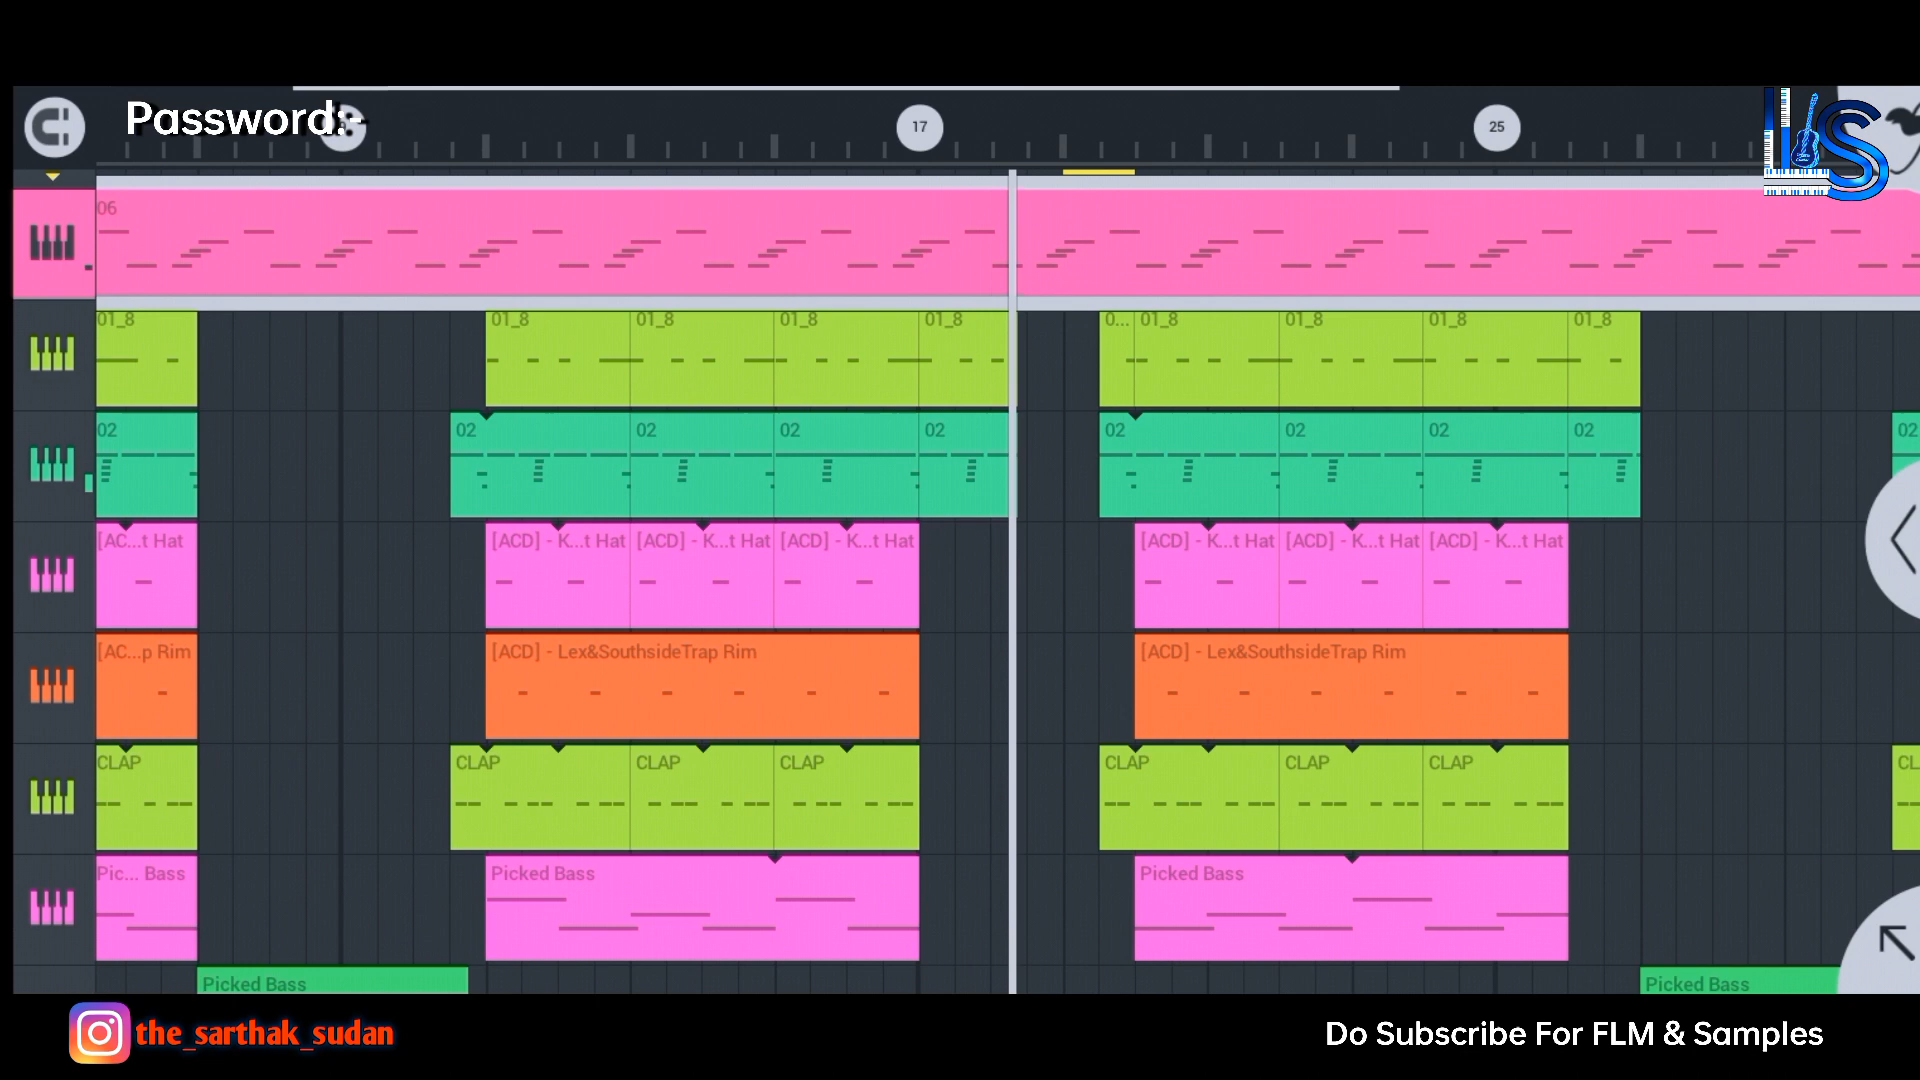 Password:-
17
25
06
01_8
01_8
01_8
01_8
01_8
0...
01_8
01_8
01_8
01_8
02
02
02
02
02
02
02
02
02
02
[AC...t Hat
[ACD] - K...t Hat
[ACD] - K...t Hat
[ACD] - K...t Hat
[ACD] - K...t Hat
[ACD] - K...t Hat
[ACD] - K...t Hat
[AC...p Rim
[ACD] - Lex&SouthsideTrap Rim
[ACD] - Lex&SouthsideTrap Rim
CLAP
CLAP
CLAP
CLAP
CLAP
CLAP
CLAP
CL
Pic... Bass
Picked Bass
Picked Bass
Picked Bass
Picked Bass
the_sarthak_sudan
Do Subscribe For FLM & Samples